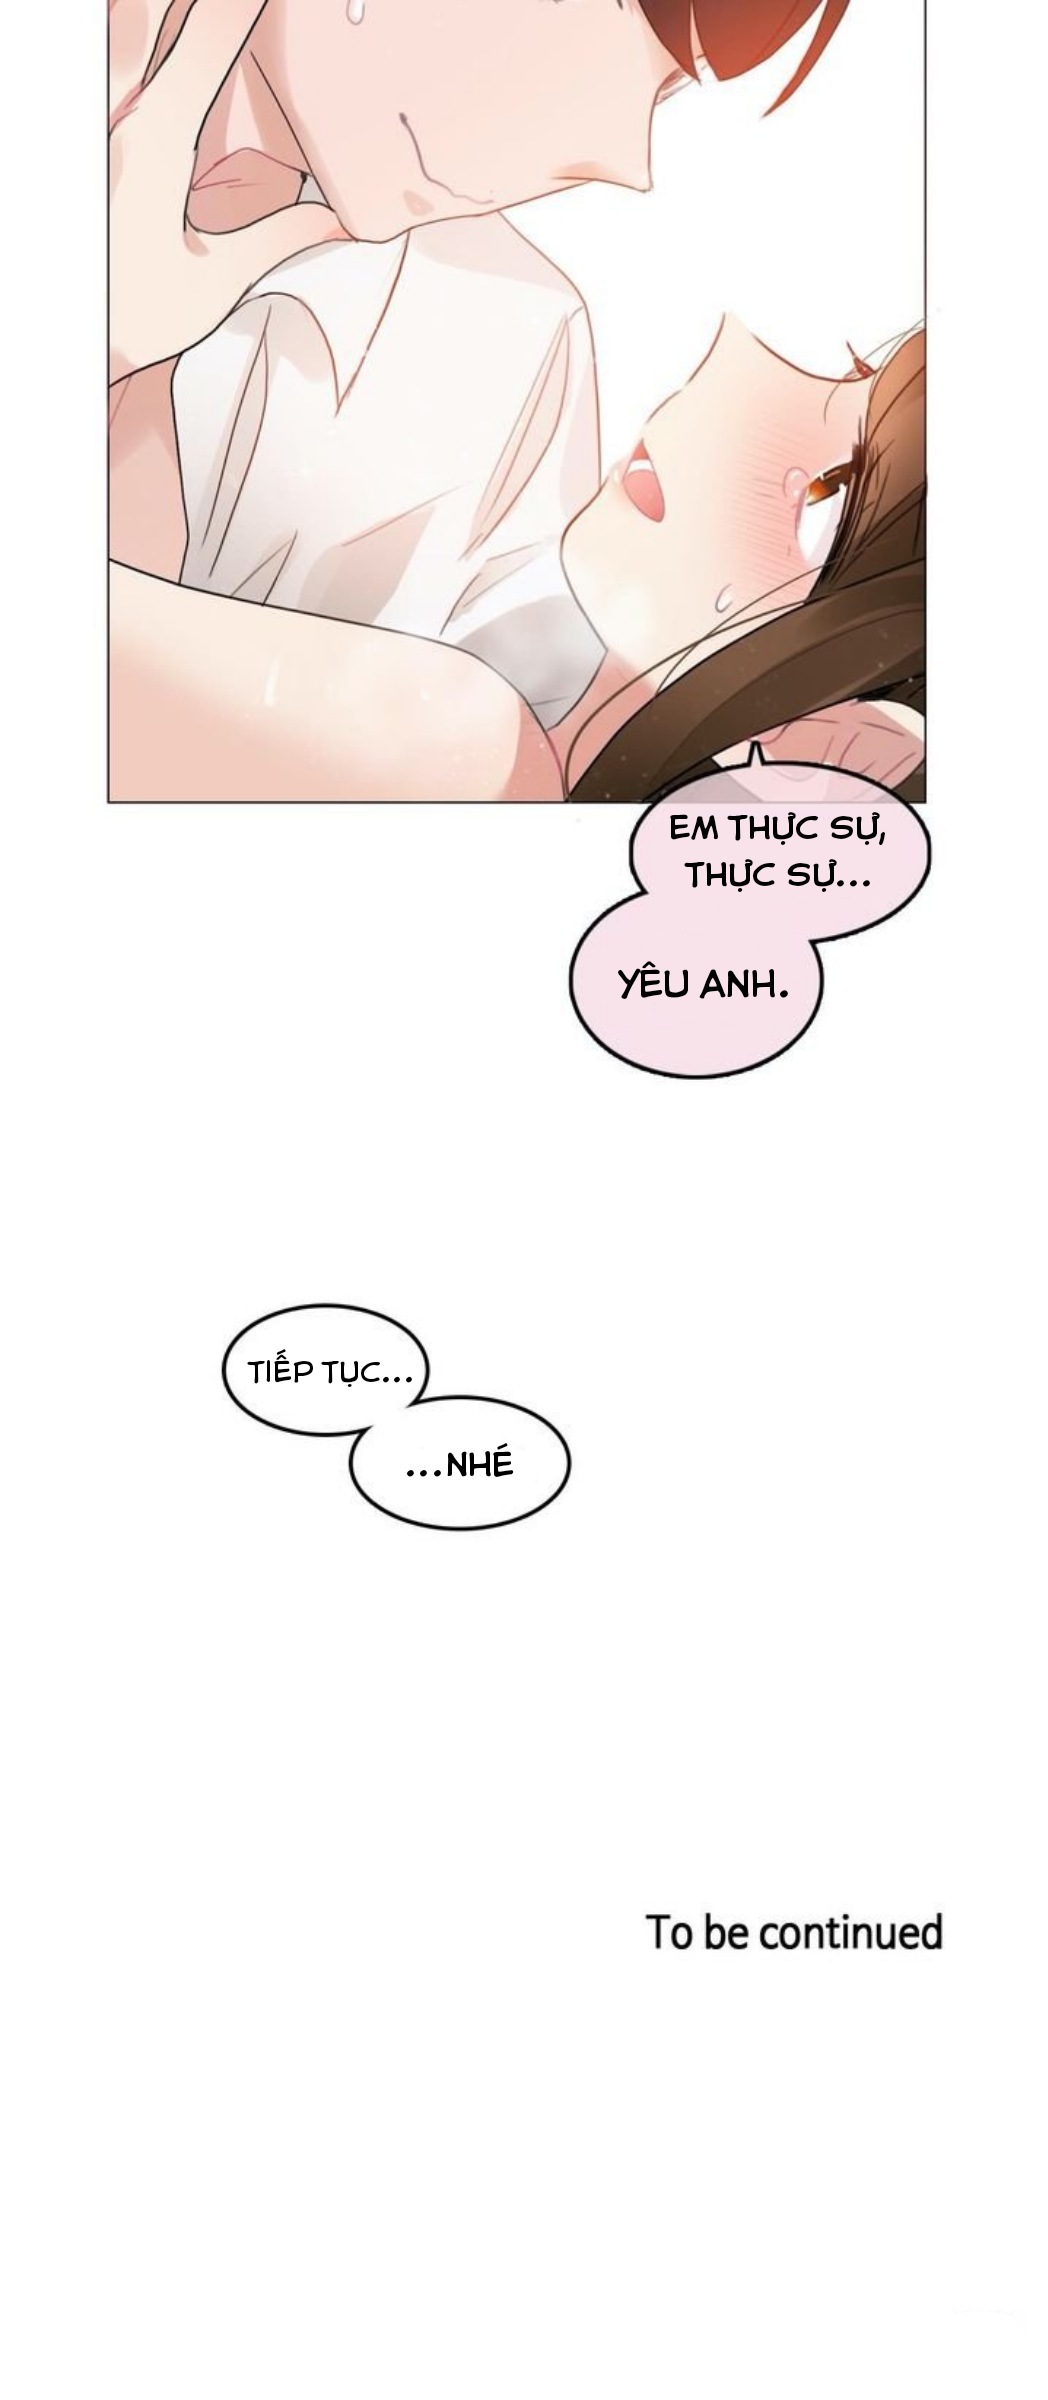 EM THỰC SỰ,
THỰC SỰ...
YÊU ANH.
TIẾP TỤC...
...NHÉ
To be continued